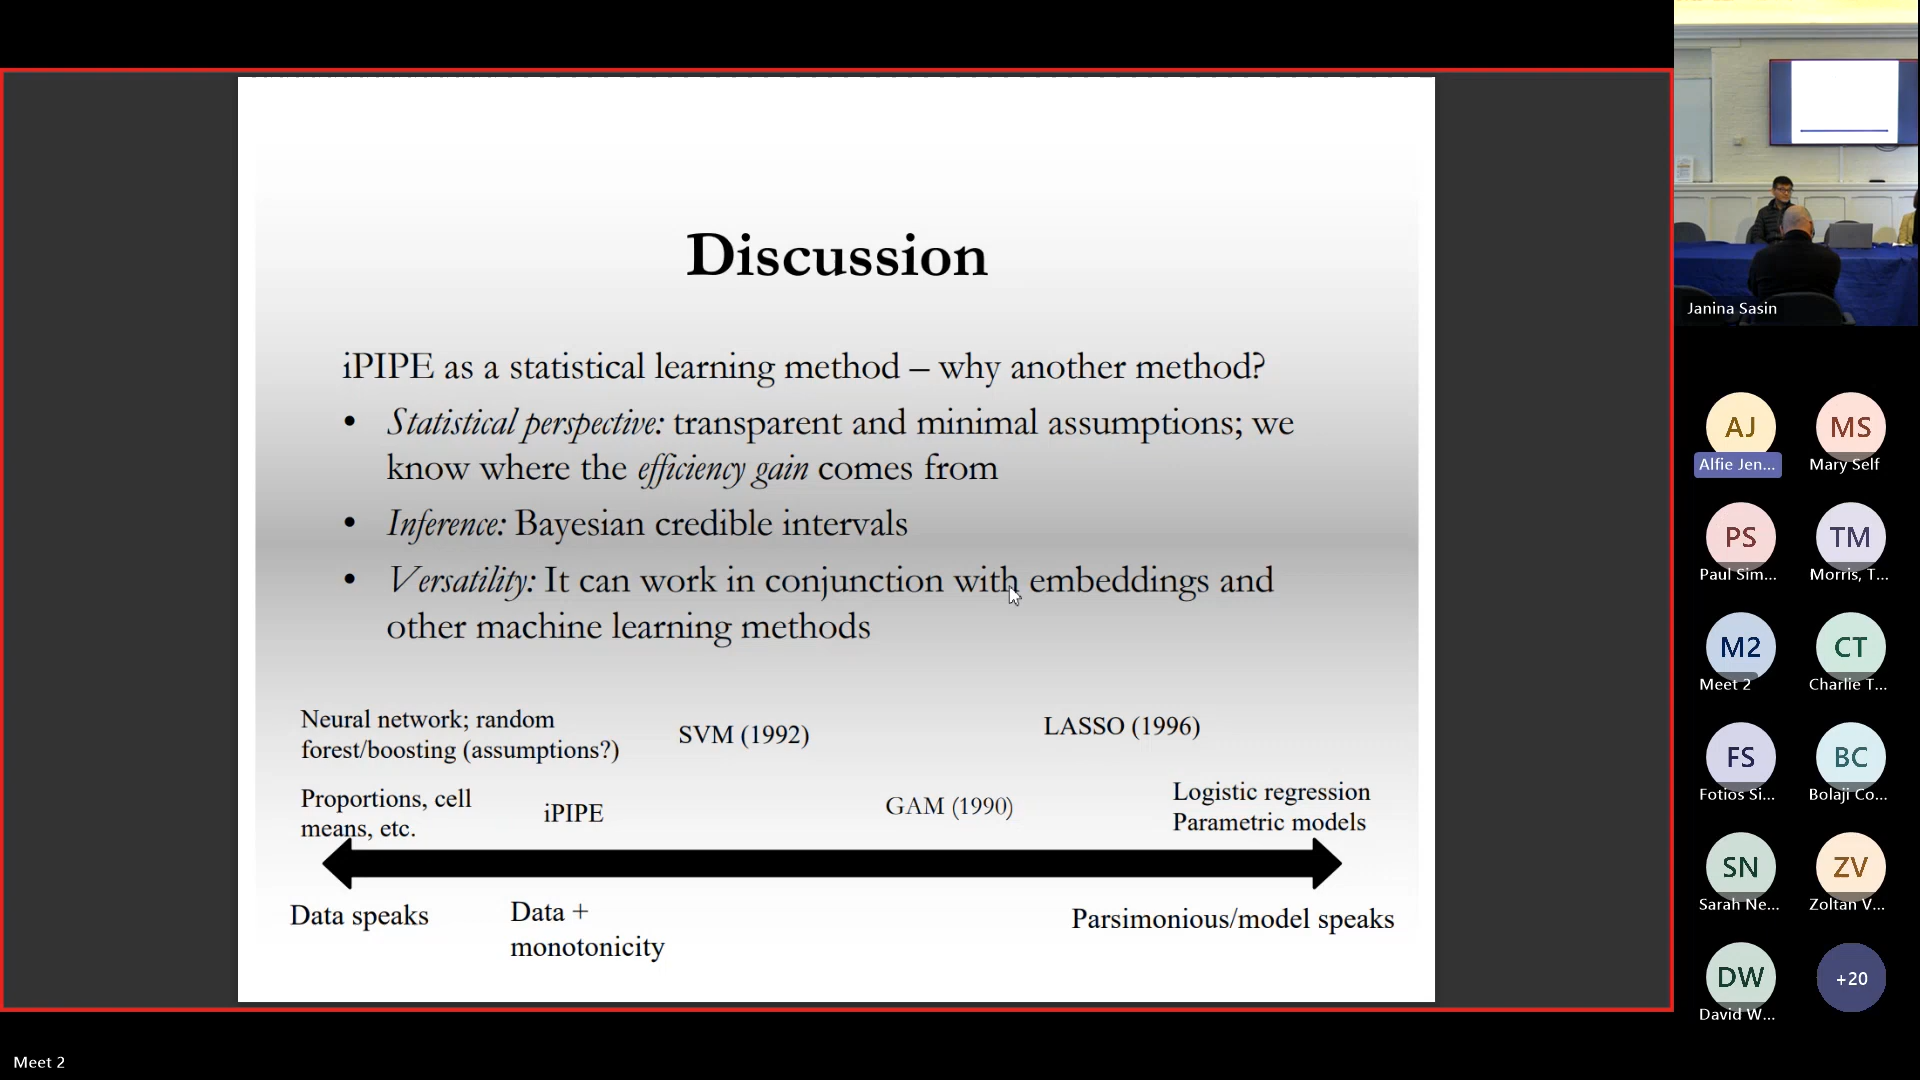 Discussion
iPIPE as a statistical learning method – why another method?
• Statistical perspective: transparent and minimal assumptions; we
know where the efficiency gain comes from
• Inference: Bayesian credible intervals
• Versatility: It can work in conjunction with embeddings and
other machine learning methods
Neural network; random
forest/boosting (assumptions?)
SVM (1992)
LASSO (1996)
Proportions, cell
means, etc.
iPIPE
GAM (1990)
Logistic regression
Parametric models
Data speaks
Data +
monotonicity
Parsimonious/model speaks
Janina Sasin
AJ
Alfie Jen...
MS
Mary Self
PS
Paul Sim...
TM
Morris, T...
M2
Meet 2
CT
Charlie T...
FS
Fotios Si...
BC
Bolaji Co...
SN
Sarah Ne...
ZV
Zoltan V...
DW
David W...
+20
Meet 2